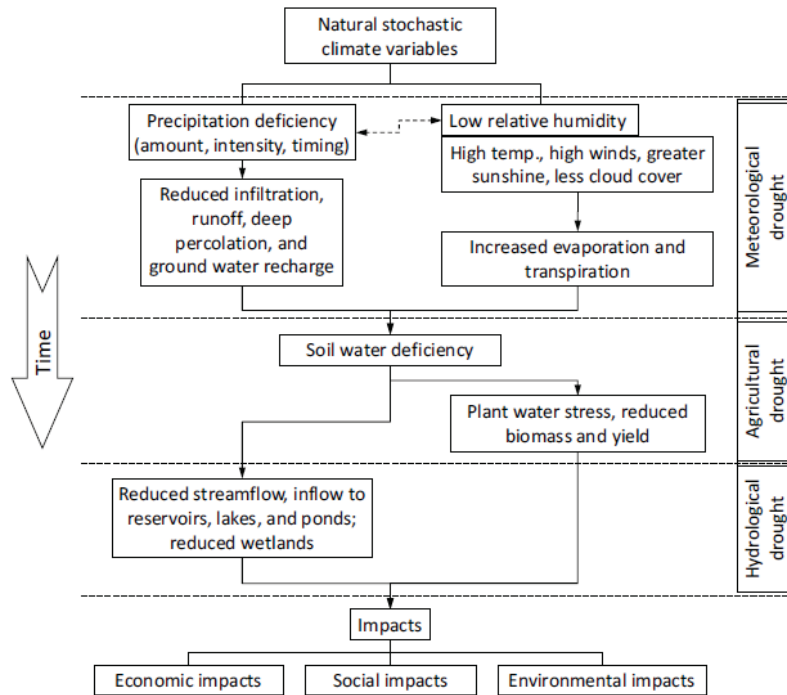 Natural stochastic
climate variables
Precipitation deficiency
(amount, intensity, timing)
Low relative humidity
High temp., high winds, greater
sunshine, less cloud cover
Reduced infiltration,
runoff, deep
percolation, and
ground water recharge
Increased evaporation and
transpiration
Meteorological
drought
Time
Soil water deficiency
Plant water stress, reduced
biomass and yield
Agricultural
drought
Reduced streamflow, inflow to
reservoirs, lakes, and ponds;
reduced wetlands
Hydrological
drought
Impacts
Economic impacts
Social impacts
Environmental impacts